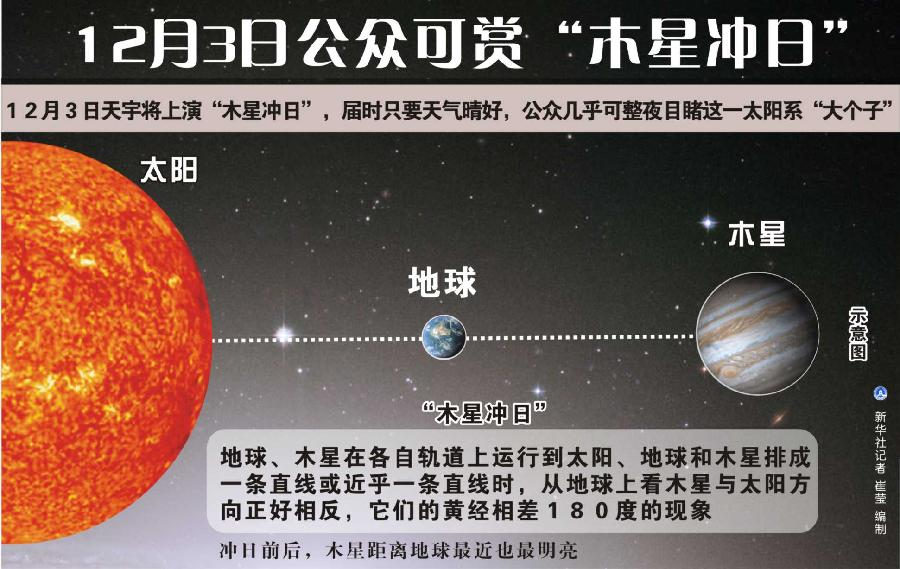 12月3日公众可赏“木星冲日”
12月3日天宇将上演“木星冲日”，届时只要天气晴好，公众几乎可整夜目睹这一太阳系“大个子”
太阳
木星
地球
示意图
“木星冲日”
地球、木星在各自轨道上运行到太阳、地球和木星排成
一条直线或近乎一条直线时，从地球上看木星与太阳方
向正好相反，它们的黄经相差180度的现象
冲日前后，木星距离地球最近也最明亮
新华社记者 崔莹 编制